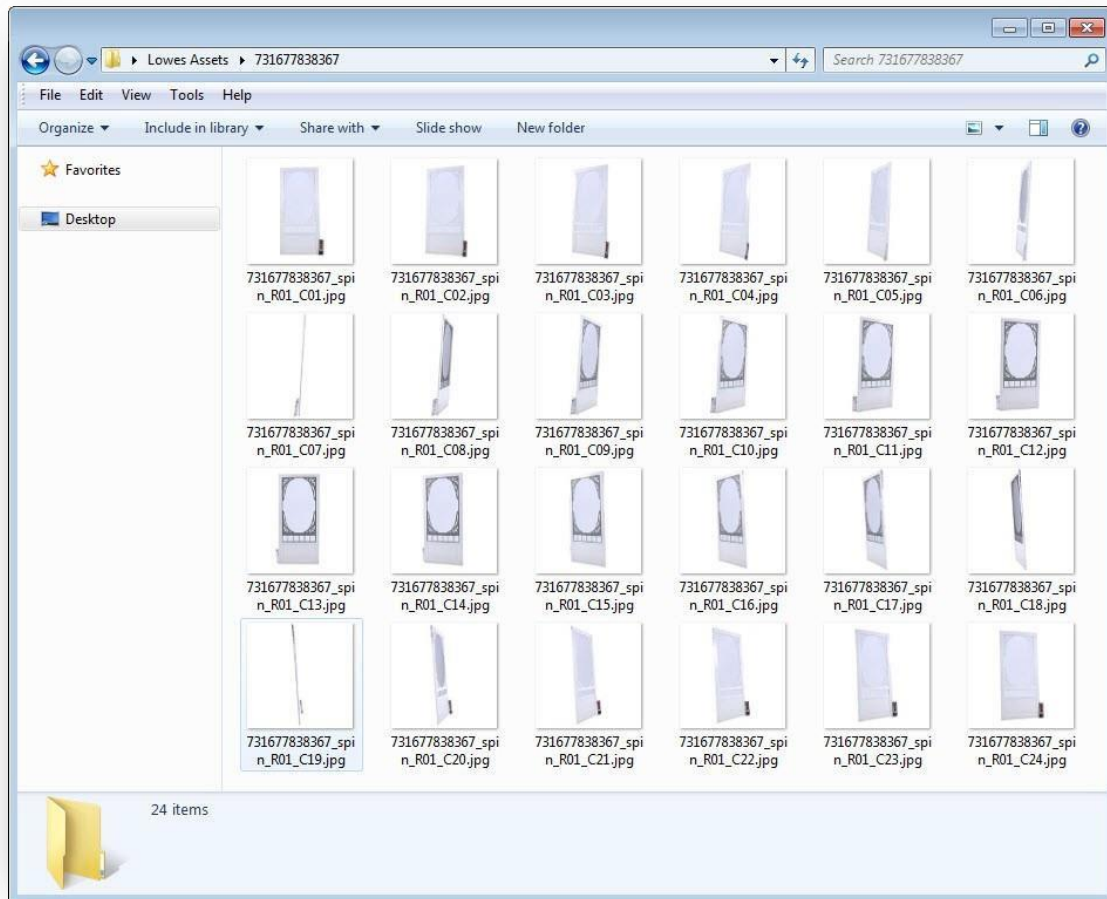 Lowes Assets 731677838367
Search 731677838367
File Edit View Tools Help
Organize Include in library Share with Slide show New folder
Favorites
Desktop
731677838367_spi 731677838367_spi 731677838367_spi 731677838367_spi 731677838367_spi 731677838367_spi
n_R01_C01.jpg n_R01_C02.jpg n_R01_C03.jpg n_R01_C04.jpg n_R01_C05.jpg n_R01_C06.jpg
731677838367_spi 731677838367_spi 731677838367_spi 731677838367_spi 731677838367_spi 731677838367_spi
n_R01_C07.jpg n_R01_C08.jpg n_R01_C09.jpg n_R01_C10.jpg n_R01_C11.jpg n_R01_C12.jpg
731677838367_spi 731677838367_spi 731677838367_spi 731677838367_spi 731677838367_spi 731677838367_spi
n_R01_C13.jpg n_R01_C14.jpg n_R01_C15.jpg n_R01_C16.jpg n_R01_C17.jpg n_R01_C18.jpg
731677838367_spi 731677838367_spi 731677838367_spi 731677838367_spi 731677838367_spi 731677838367_spi
n_R01_C19.jpg n_R01_C20.jpg n_R01_C21.jpg n_R01_C22.jpg n_R01_C23.jpg n_R01_C24.jpg
24 items